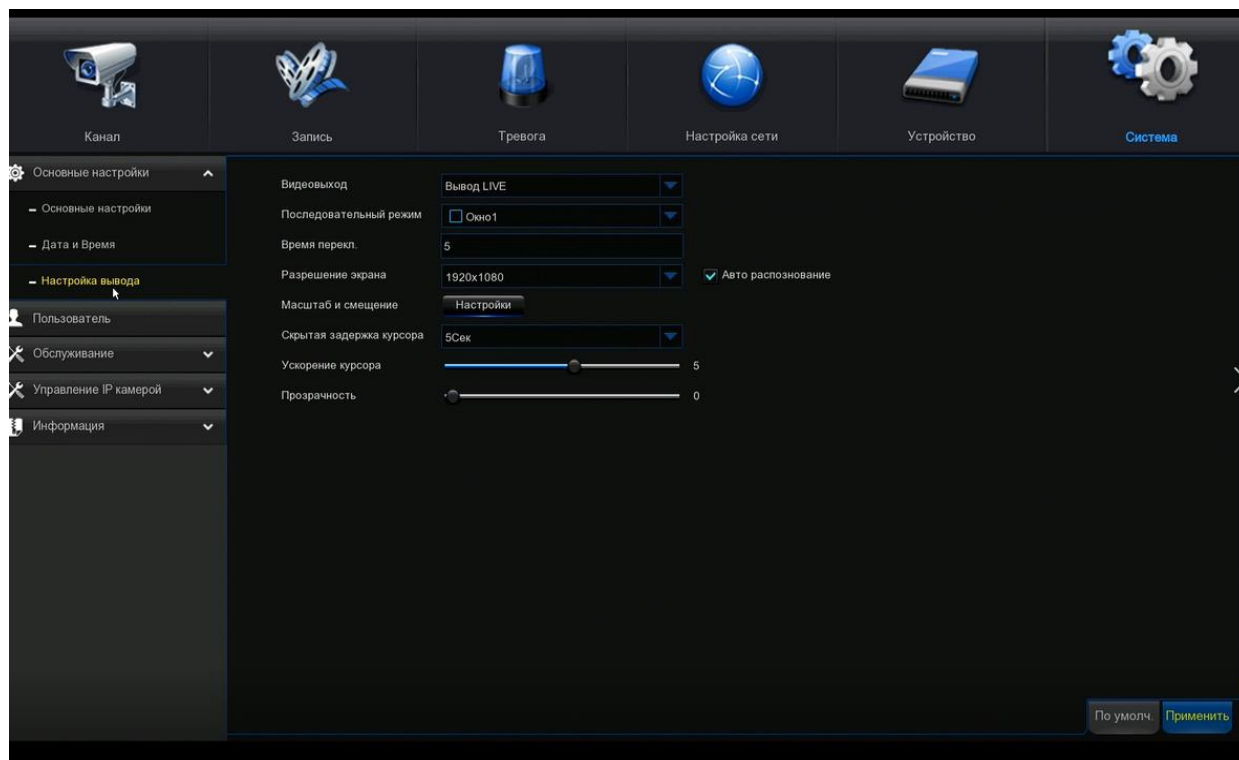 Канал Запись Тревога Настройка сети Устройство Система
Основные настройки
Основные настройки
Дата и Время
Настройка вывода
Пользователь
Обслуживание
Управление IP камерой
Информация
Видеовыход Вывод LIVE
Последовательный режим Окно1
Время перекл. 5
Разрешение экрана 1920x1080 Авто распознование
Масштаб и смещение Настройки
Скрытая задержка курсора 5Сек
Ускорение курсора 5
Прозрачность 0
По умолч. Применить